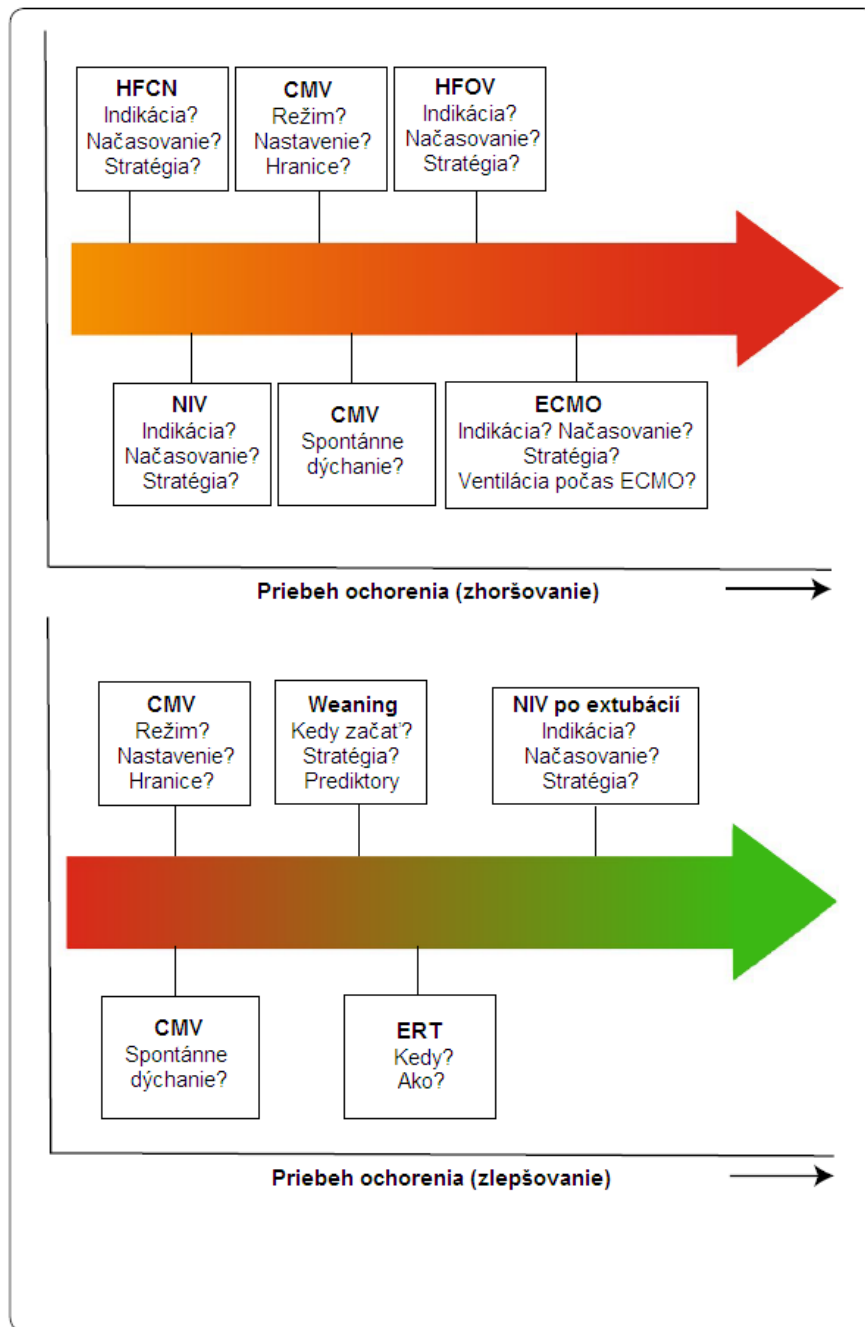 HFCN
Indikácia?
Načasovanie?
Stratégia?
CMV
Režim?
Nastavenie?
Hranice?
HFOV
Indikácia?
Načasovanie?
Stratégia?
NIV
Indikácia?
Načasovanie?
Stratégia?
CMV
Spontánne
dýchanie?
ECMO
Indikácia? Načasovanie?
Stratégia?
Ventilácia počas ECMO?
Priebeh ochorenia (zhoršovanie)
CMV
Režim?
Nastavenie?
Hranice?
Weaning
Kedy začať?
Stratégia?
Prediktory
NIV po extubácií
Indikácia?
Načasovanie?
Stratégia?
CMV
Spontánne
dýchanie?
ERT
Kedy?
Ako?
Priebeh ochorenia (zlepšovanie)